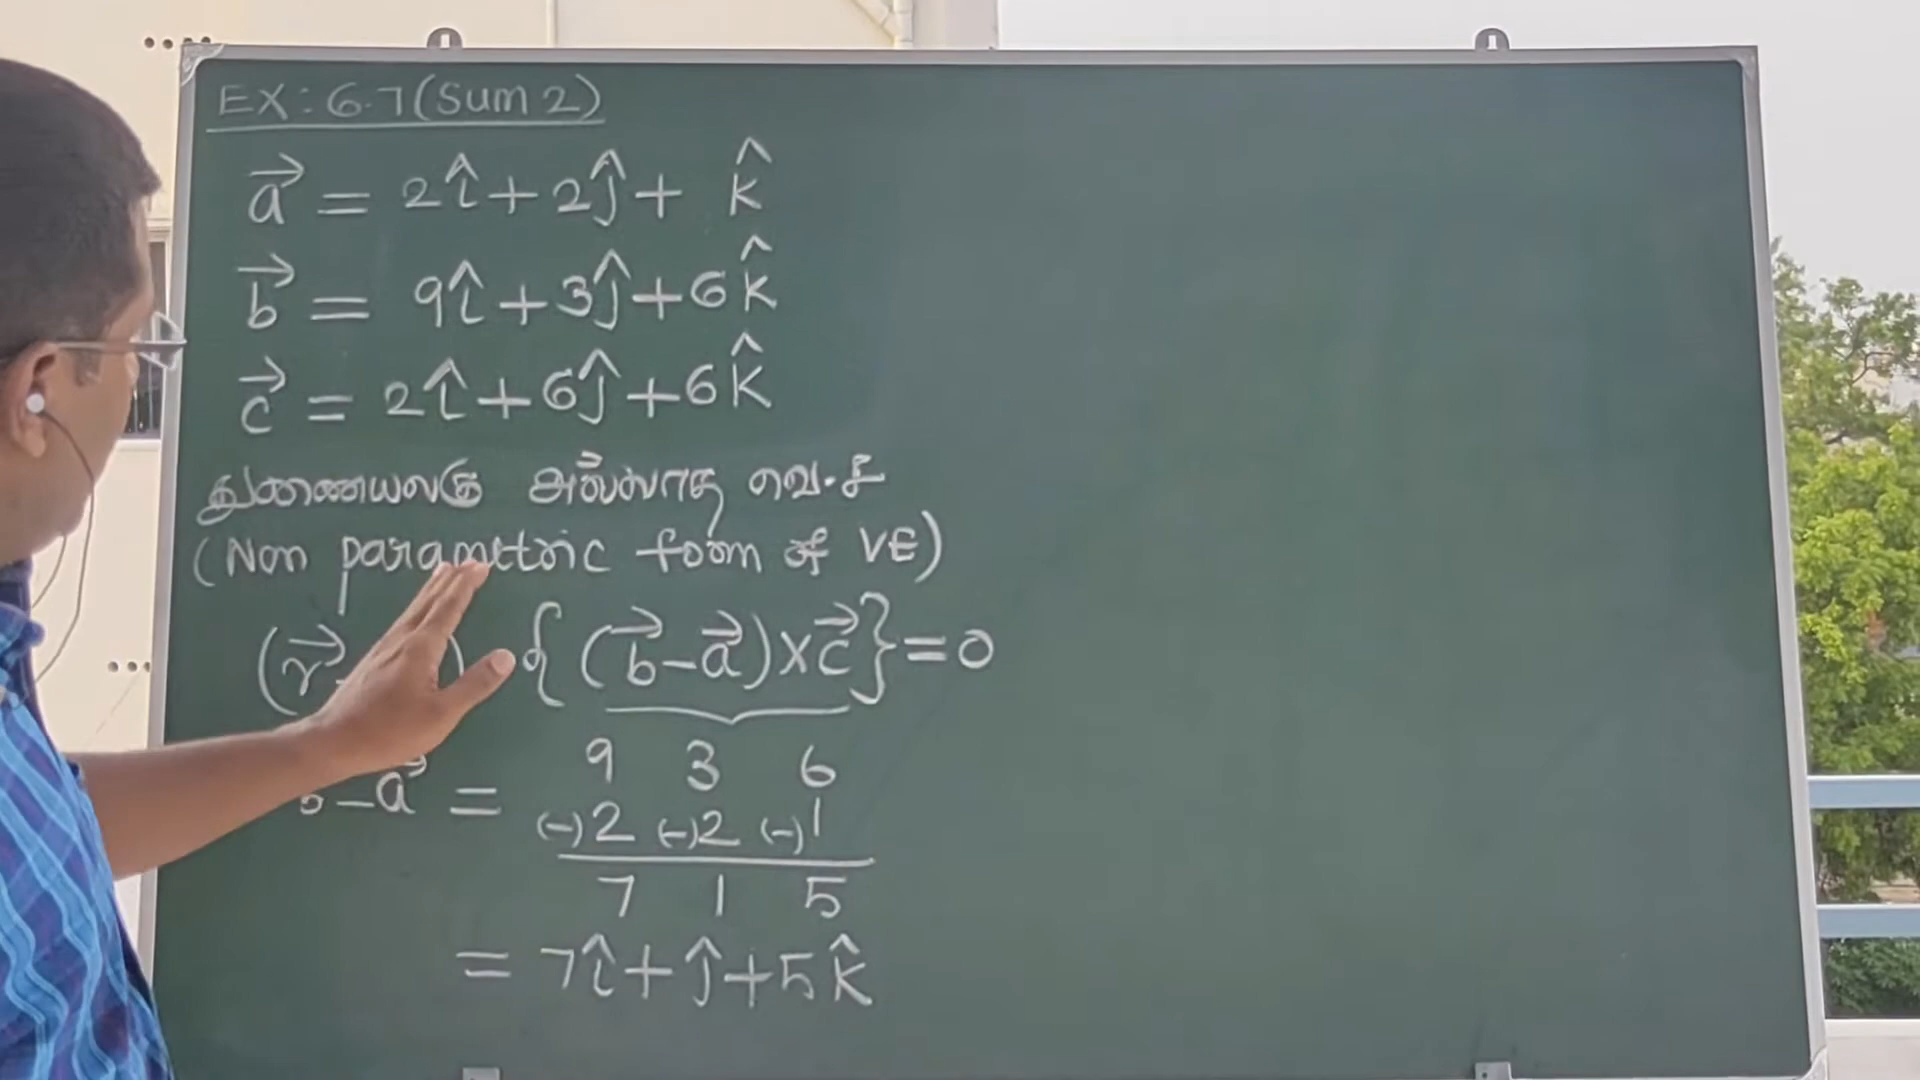 EX: 6.7 (Sum 2)
a⃗ = 2î + 2ĵ + k̂
b⃗ = 9î + 3ĵ + 6k̂
c⃗ = 2î + 6ĵ + 6k̂
துணையலகு அல்லாத வெ.ச
(Non parametric form of VE)
(r⃗ - ) · {(b⃗ - a⃗) × c⃗} = 0
b - a⃗ =
9 3 6
(-)2 (-)2 (-)1
7 1 5
= 7î + ĵ + 5k̂